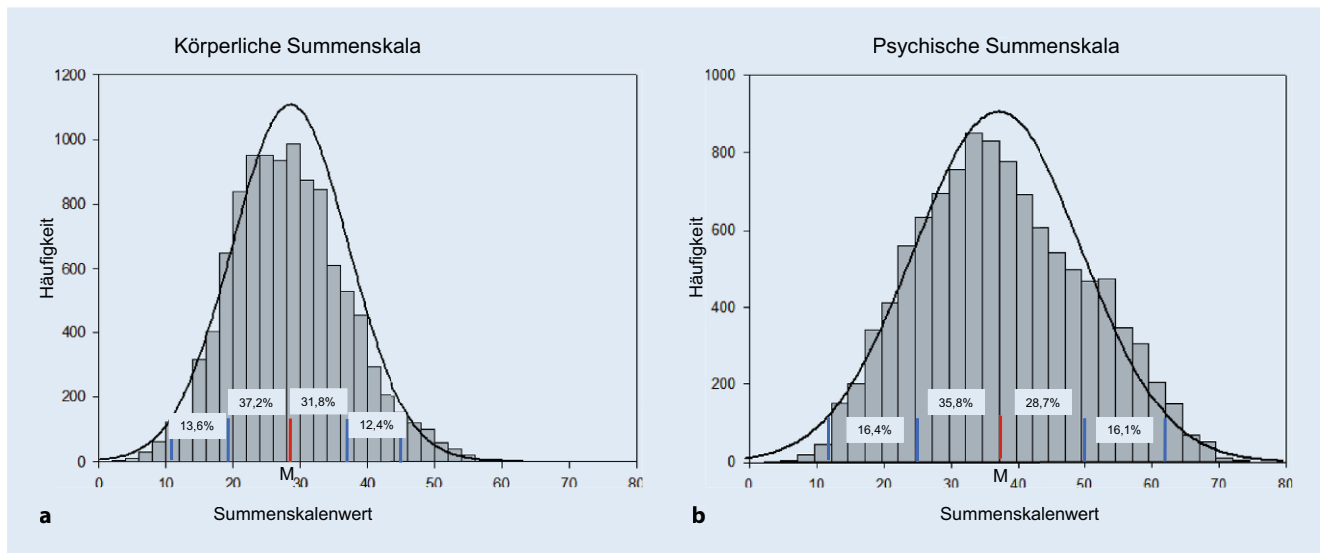 Körperliche Summenskala
1200
1000
800
600
400
200
0
Häufigkeit
13,6%
37,2%
31,8%
12,4%
M
0 10 20 30 40 50 60 70 80
Summenskalenwert
a
Psychische Summenskala
1000
800
600
400
200
0
Häufigkeit
16,4%
35,8%
28,7%
16,1%
M
0 10 20 30 40 50 60 70 80
Summenskalenwert
b